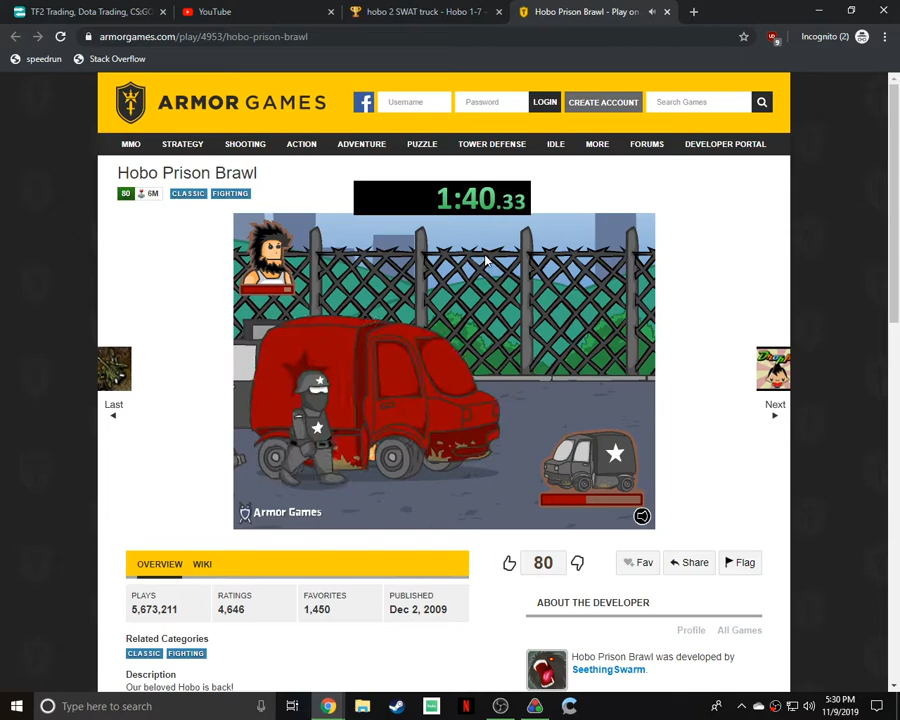 TF2 Trading, Dota Trading, CS:GC
YouTube
hobo 2 SWAT truck - Hobo 1-7 -
Hobo Prison Brawl - Play on
armorgames.com/play/4953/hobo-prison-brawl
9
Incognito (2)
speedrun
Stack Overflow
ARMOR GAMES
Username
Password
LOGIN
CREATE ACCOUNT
Search Games
MMO
STRATEGY
SHOOTING
ACTION
ADVENTURE
PUZZLE
TOWER DEFENSE
IDLE
MORE
FORUMS
DEVELOPER PORTAL
Hobo Prison Brawl
80
6M
CLASSIC
FIGHTING
1:40.33
Last
Next
Armor Games
OVERVIEW
WIKI
80
Fav
Share
Flag
PLAYS
RATINGS
FAVORITES
PUBLISHED
5,673,211
4,646
1,450
Dec 2, 2009
ABOUT THE DEVELOPER
Profile
All Games
Related Categories
CLASSIC
FIGHTING
Hobo Prison Brawl was developed by
SeethingSwarm.
Description
Our beloved Hobo is back!
Type here to search
hulu
N
5:30 PM
11/9/2019